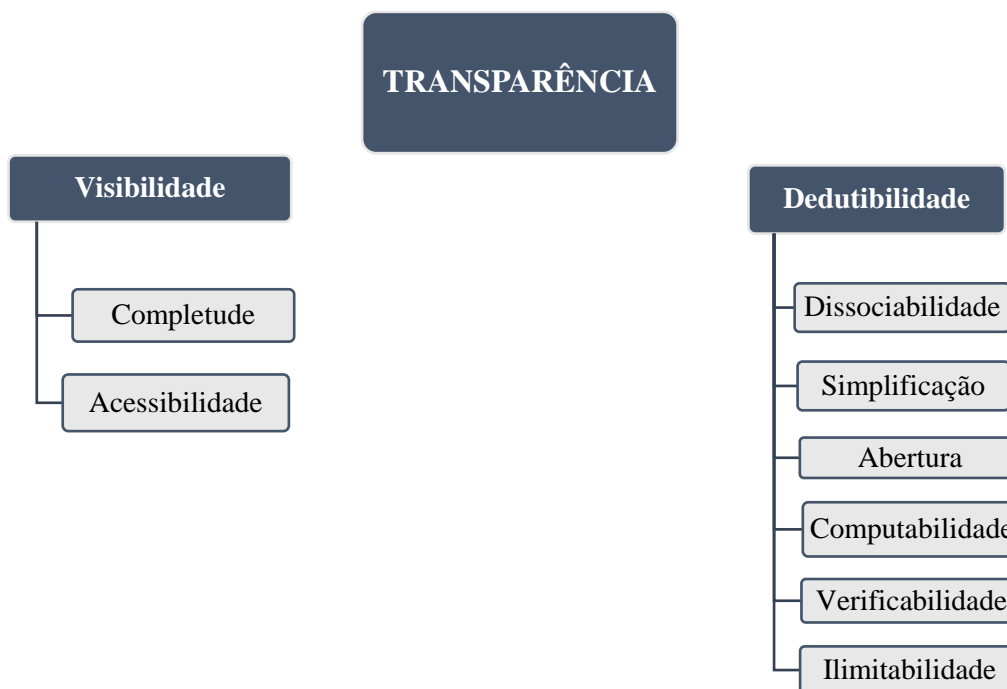 TRANSPARÊNCIA
Visibilidade
Completude
Acessibilidade
Dedutibilidade
Dissociabilidade
Simplificação
Abertura
Computabilidade
Verificabilidade
Ilimitabilidade